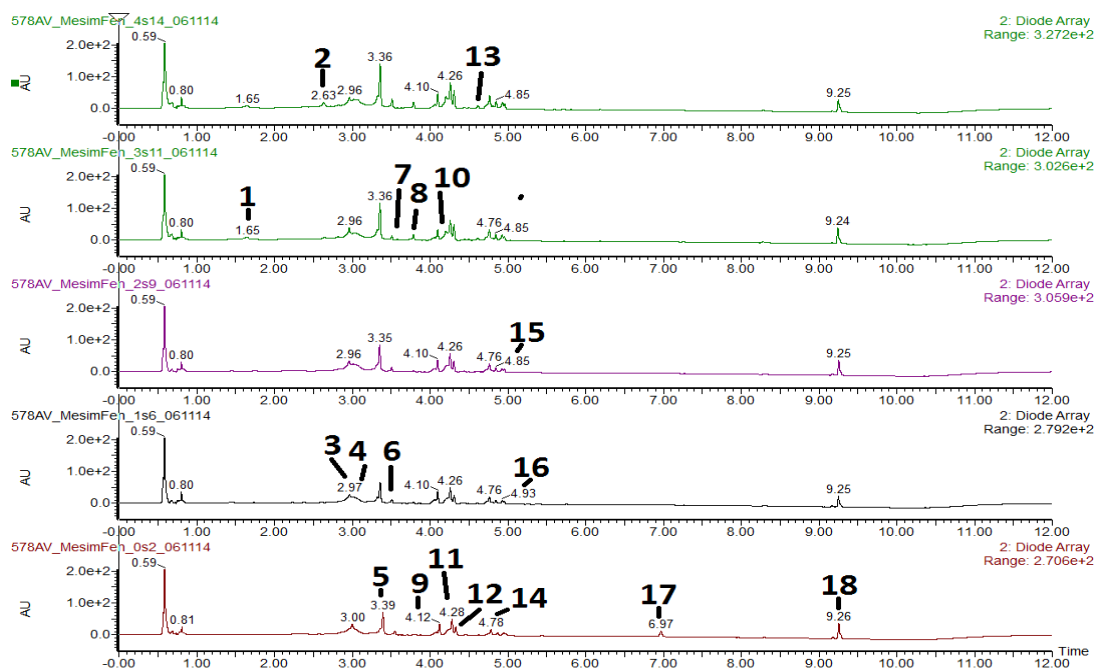 578AV_MesimFen_4s14_061114
2: Diode Array
Range: 3.272e+2
0.59
0.80
1.65
2
2.63
2.96
3.36
4.10
4.26
13
4.85
9.25
AU
2.0e+2
1.0e+2
0.0
-0.00 1.00 2.00 3.00 4.00 5.00 6.00 7.00 8.00 9.00 10.00 11.00 12.00
578AV_MesimFen_3s11_061114
2: Diode Array
Range: 3.026e+2
0.59
0.80
1
1.65
2.96
3.36
7
8
10
4.76
4.85
9.24
AU
2.0e+2
1.0e+2
0.0
-0.00 1.00 2.00 3.00 4.00 5.00 6.00 7.00 8.00 9.00 10.00 11.00 12.00
578AV_MesimFen_2s9_061114
2: Diode Array
Range: 3.059e+2
0.59
0.80
2.96
3.35
4.10
4.26
4.76
15
4.85
9.25
AU
2.0e+2
1.0e+2
0.0
-0.00 1.00 2.00 3.00 4.00 5.00 6.00 7.00 8.00 9.00 10.00 11.00 12.00
578AV_MesimFen_1s6_061114
2: Diode Array
Range: 2.792e+2
0.59
0.80
3
4
2.97
6
4.10
4.26
4.76
16
4.93
9.25
AU
2.0e+2
1.0e+2
0.0
-0.00 1.00 2.00 3.00 4.00 5.00 6.00 7.00 8.00 9.00 10.00 11.00 12.00
578AV_MesimFen_0s2_061114
2: Diode Array
Range: 2.706e+2
0.59
0.81
3.00
5
3.39
9
4.12
11
4.28
12
14
4.78
17
6.97
18
9.26
AU
2.0e+2
1.0e+2
0.0
Time
-0.00 1.00 2.00 3.00 4.00 5.00 6.00 7.00 8.00 9.00 10.00 11.00 12.00